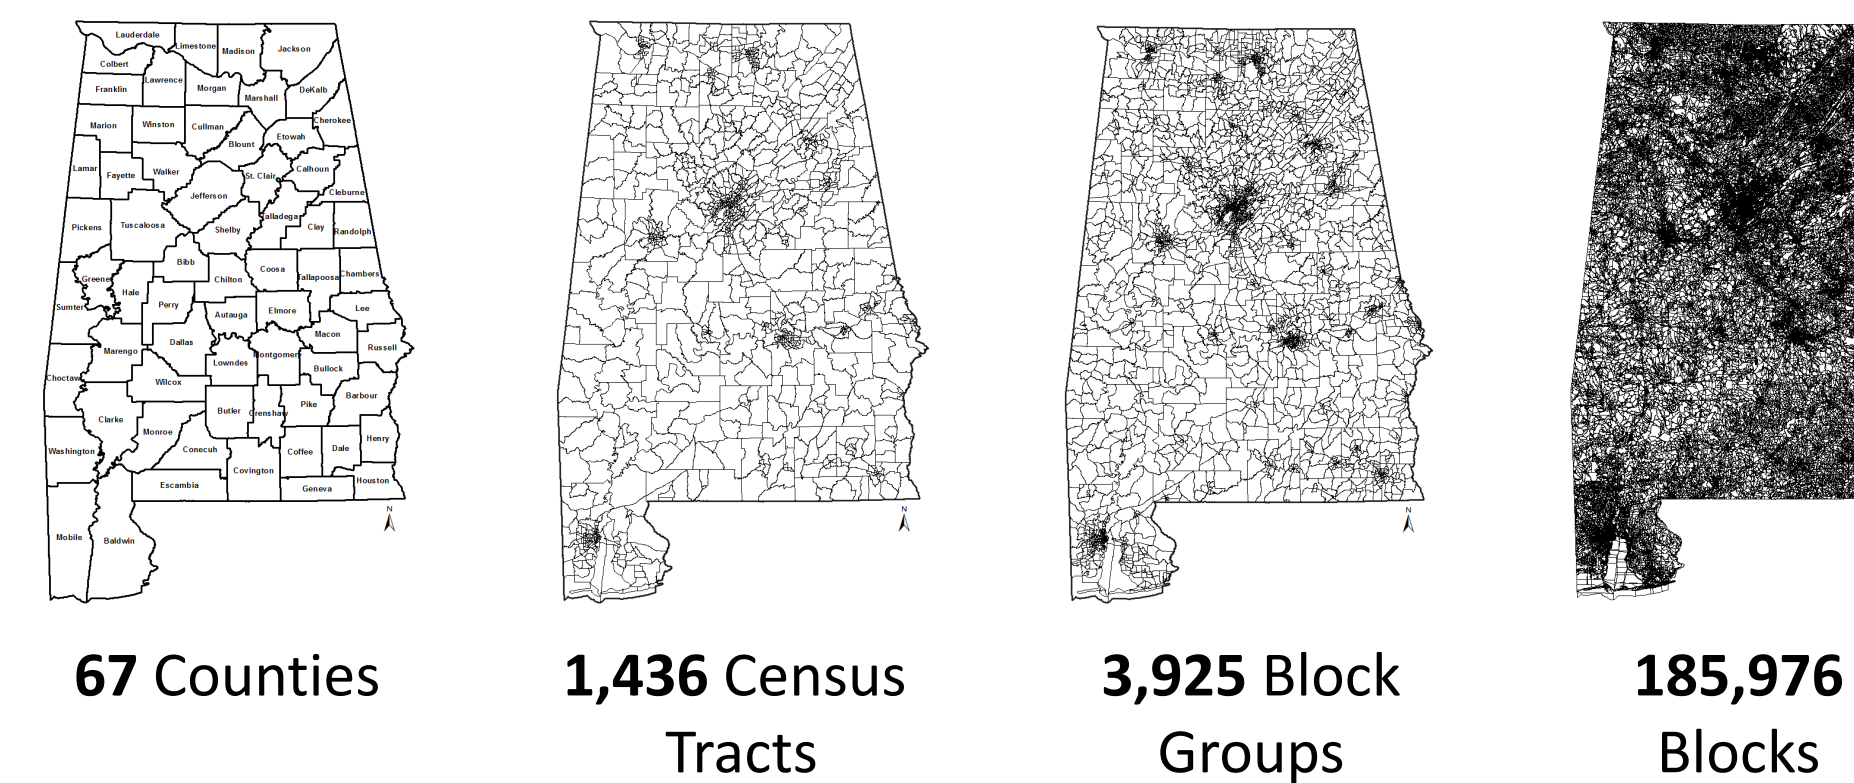 Lauderdale
Limestone
Madison
Jackson
Colbert
Lawrence
Franklin
Morgan
Marshall
DeKalb
Marion
Winston
Cullman
Cherokee
Etowah
Blount
Lamar
Fayette
Walker
St. Clair
Calhoun
Jefferson
Cleburne
Talladega
Pickens
Tuscaloosa
Shelby
Clay
Randolph
Bibb
Greene
Hale
Chilton
Coosa
Tallapoosa
Chambers
Sumter
Perry
Autauga
Elmore
Lee
Macon
Marengo
Dallas
Lowndes
Montgomery
Russell
Bullock
Choctaw
Wilcox
Barbour
Clarke
Butler
Crenshaw
Pike
Monroe
Washington
Conecuh
Coffee
Dale
Henry
Covington
Escambia
Geneva
Houston
Mobile
Baldwin
N
N
N
67 Counties
1,436 Census
Tracts
3,925 Block
Groups
185,976
Blocks